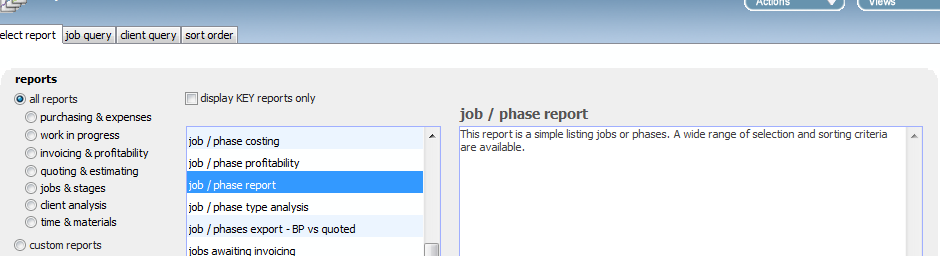 Actions
Views
elect report
job query
client query
sort order
reports
all reports
purchasing & expenses
work in progress
invoicing & profitability
quoting & estimating
jobs & stages
client analysis
time & materials
custom reports
display KEY reports only
job / phase costing
job / phase profitability
job / phase report
job / phase type analysis
job / phases export - BP vs quoted
jobs awaiting invoicing
job / phase report
This report is a simple listing jobs or phases. A wide range of selection and sorting criteria
are available.